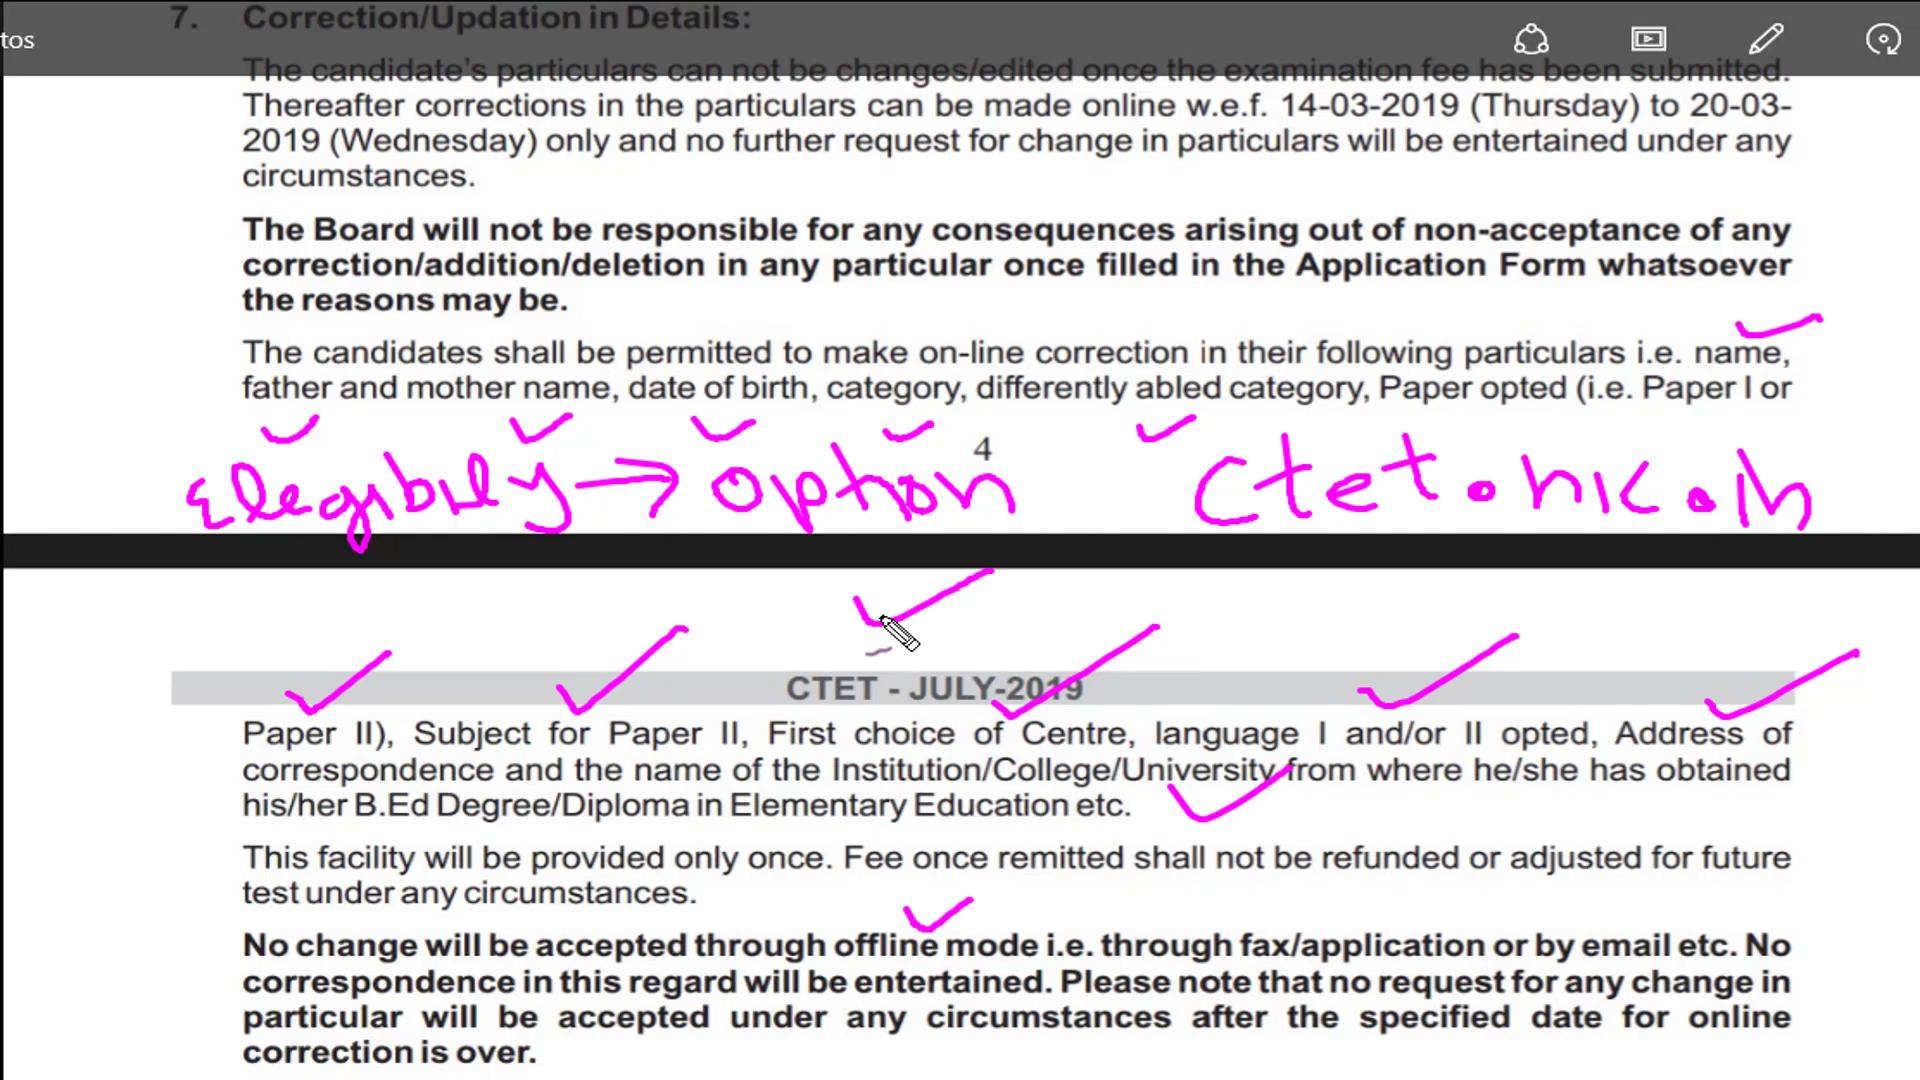 7. Correction/Updation in Details:
tos
The candidate's particulars can not be changes/edited once the examination fee has been submitted.
Thereafter corrections in the particulars can be made online w.e.f. 14-03-2019 (Thursday) to 20-03-
2019 (Wednesday) only and no further request for change in particulars will be entertained under any
circumstances.
The Board will not be responsible for any consequences arising out of non-acceptance of any
correction/addition/deletion in any particular once filled in the Application Form whatsoever
the reasons may be.
The candidates shall be permitted to make on-line correction in their following particulars i.e. name,
father and mother name, date of birth, category, differently abled category, Paper opted (i.e. Paper I or
4
→ option Ctet.nic.in
CTET - JULY-2019
Paper II), Subject for Paper II, First choice of Centre, language I and/or II opted, Address of
correspondence and the name of the Institution/College/University from where he/she has obtained
his/her B.Ed Degree/Diploma in Elementary Education etc.
This facility will be provided only once. Fee once remitted shall not be refunded or adjusted for future
test under any circumstances.
No change will be accepted through offline mode i.e. through fax/application or by email etc. No
correspondence in this regard will be entertained. Please note that no request for any change in
particular will be accepted under any circumstances after the specified date for online
correction is over.